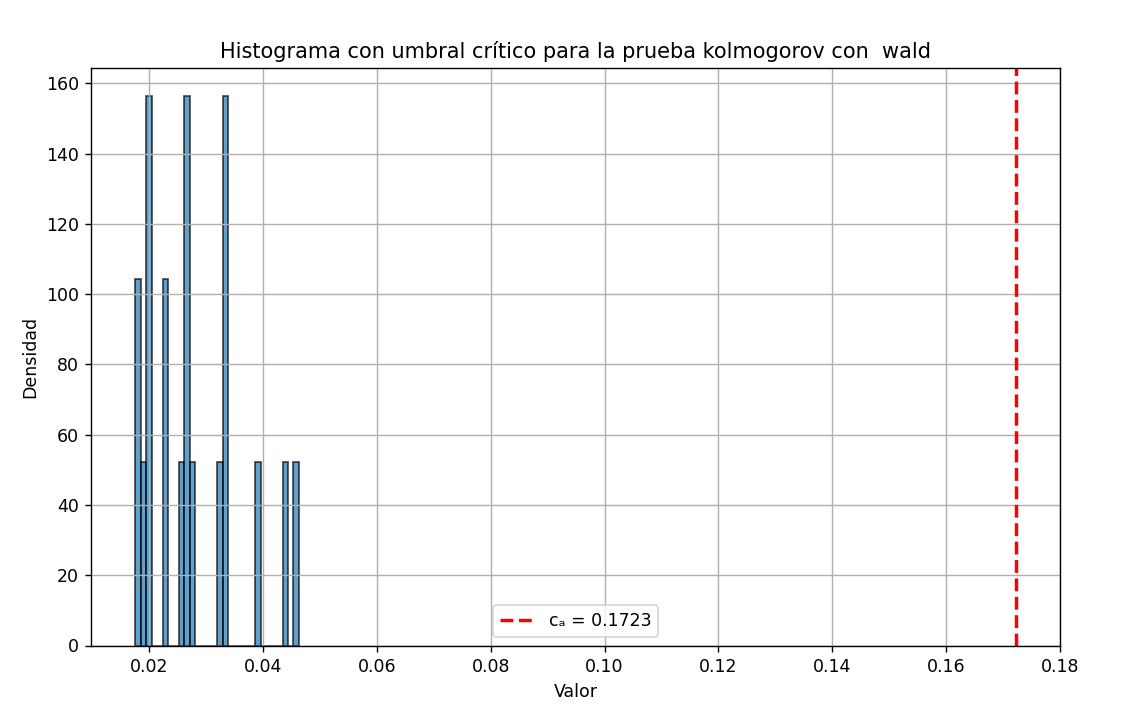 Histograma con umbral crítico para la prueba kolmogorov con  wald
160
140
120
100
80
60
40
20
0
Densidad
cₐ = 0.1723
0.02 0.04 0.06 0.08 0.10 0.12 0.14 0.16 0.18
Valor